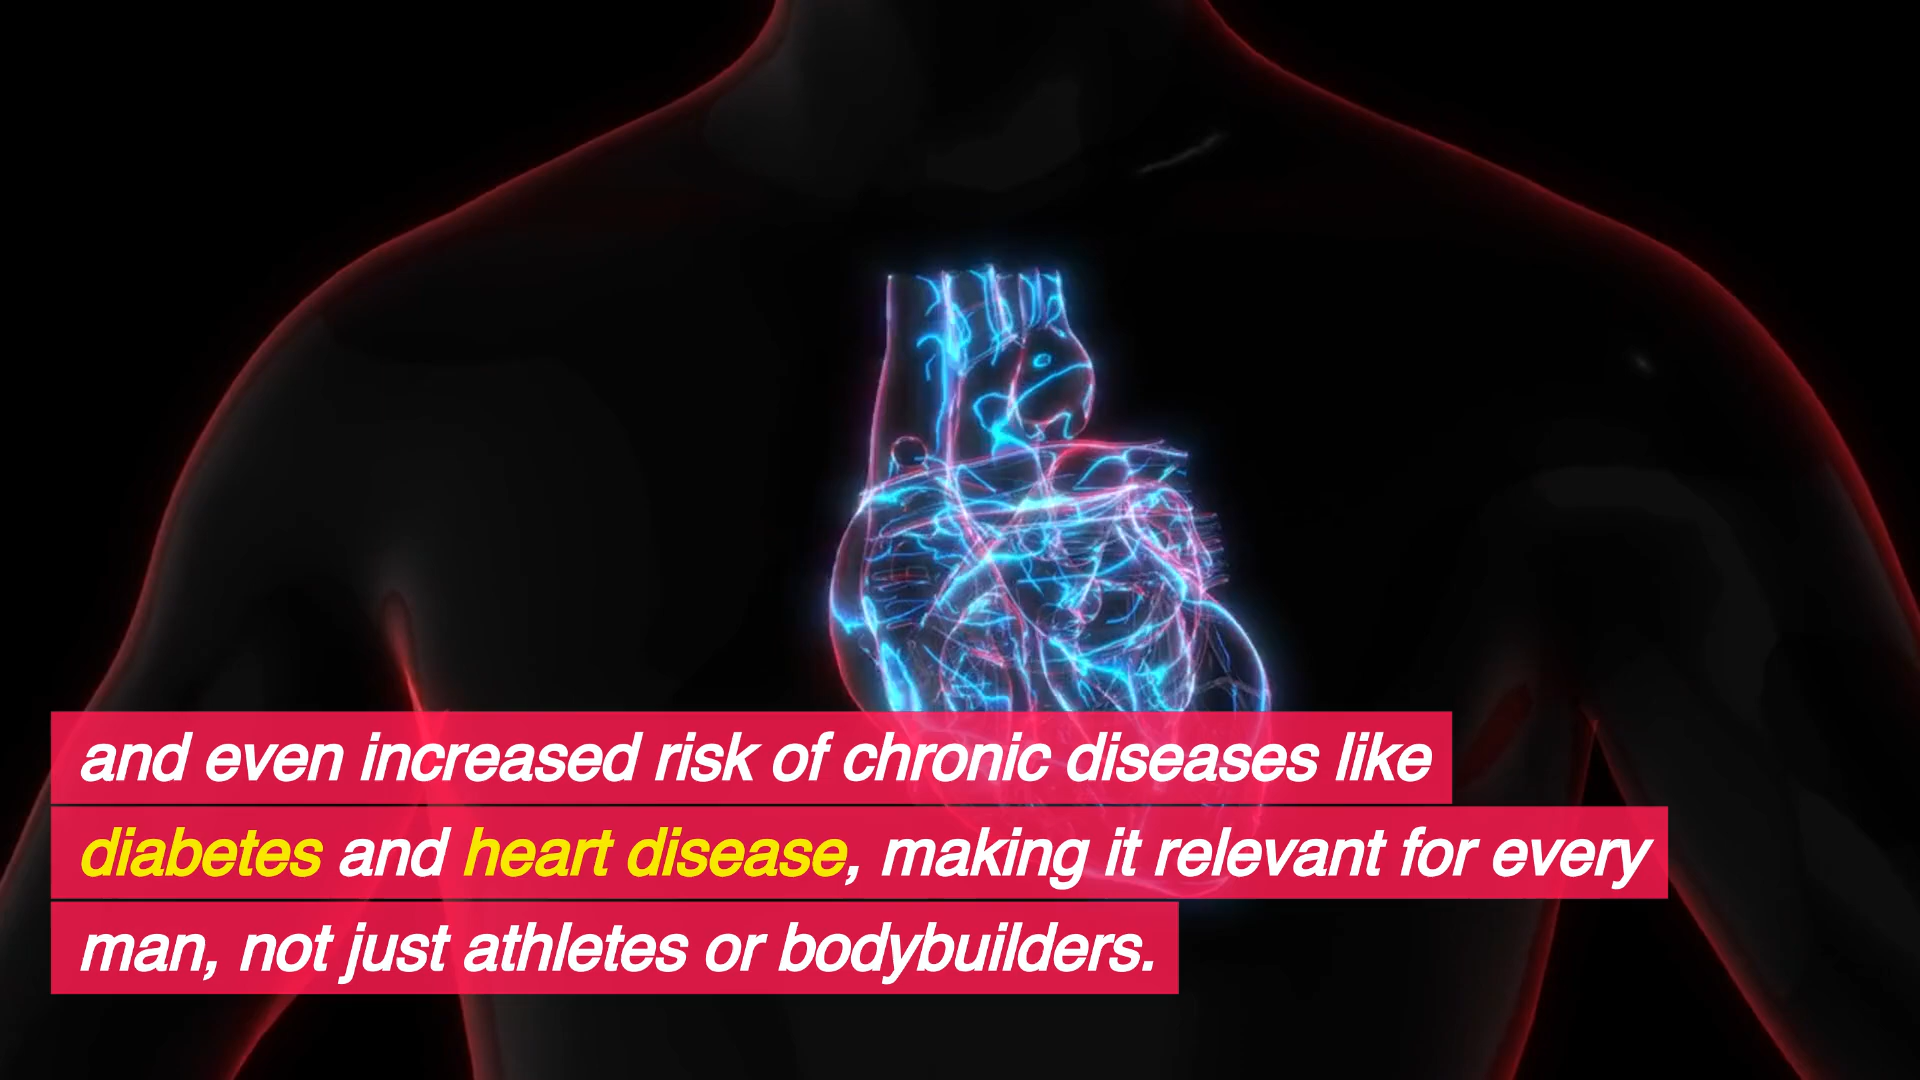 and even increased risk of chronic diseases like
diabetes and heart disease, making it relevant for every
man, not just athletes or bodybuilders.